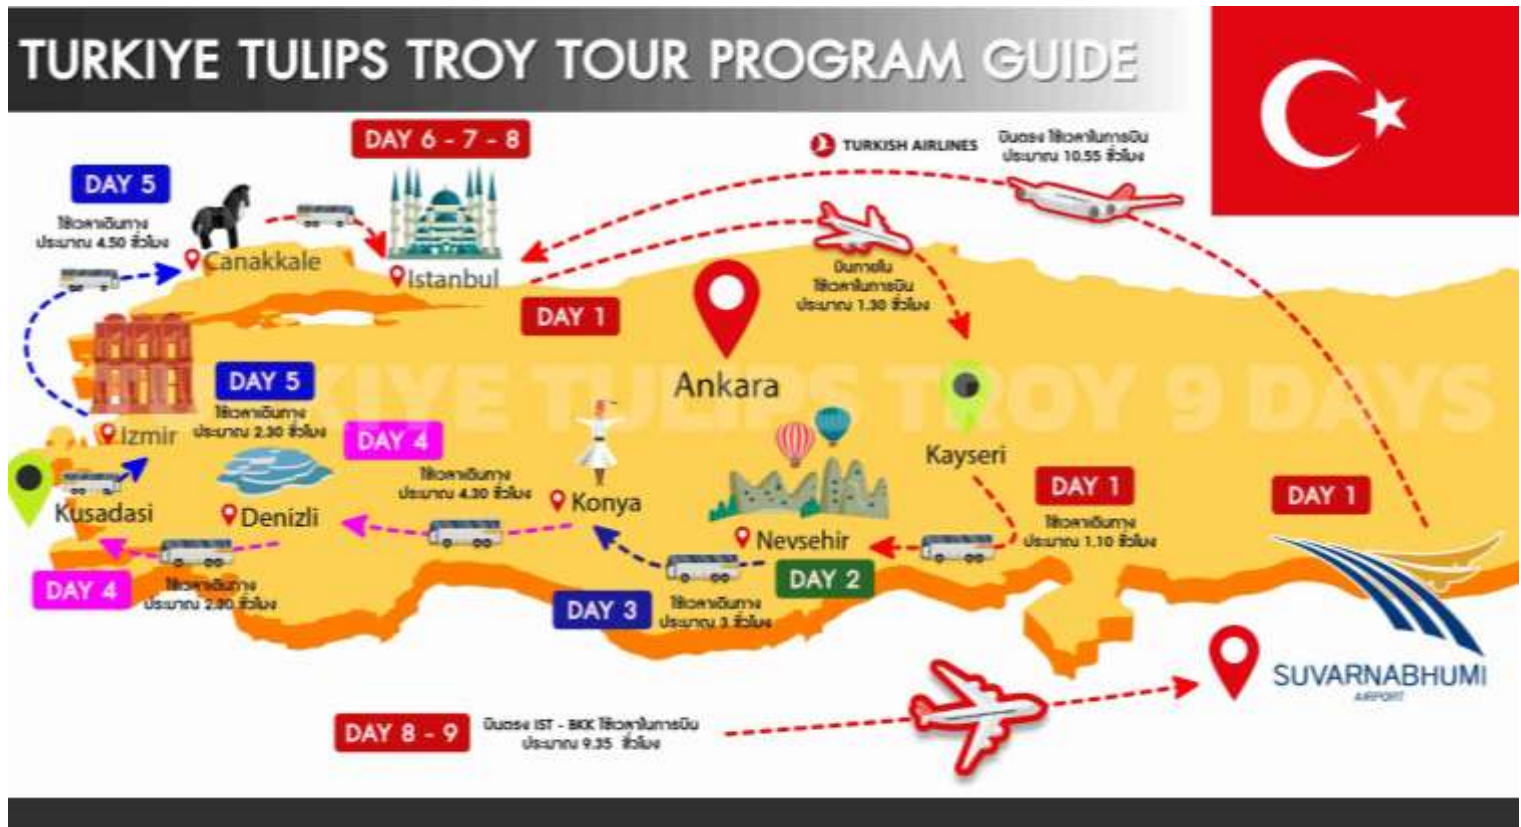 TURKIYE TULIPS TROY TOUR PROGRAM GUIDE
DAY 6 - 7 - 8
TURKISH AIRLINES
บินตรง ใช้เวลาในการบิน
ประมาณ 10.55 ชั่วโมง
DAY 5
ใช้เวลาเดินทาง
ประมาณ 4.50 ชั่วโมง
Canakkale
Istanbul
บินภายใน
ใช้เวลาในการบิน
ประมาณ 1.30 ชั่วโมง
DAY 1
Ankara
TURKIYE TULIPS TROY 9 DAYS
DAY 5
ใช้เวลาเดินทาง
ประมาณ 2.30 ชั่วโมง
Izmir
DAY 4
ใช้เวลาเดินทาง
ประมาณ 4.30 ชั่วโมง
Kayseri
Konya
DAY 1
ใช้เวลาเดินทาง
ประมาณ 1.10 ชั่วโมง
DAY 1
Kusadasi
Denizli
Nevsehir
DAY 2
DAY 4
ใช้เวลาเดินทาง
ประมาณ 2.30 ชั่วโมง
DAY 3
ใช้เวลาเดินทาง
ประมาณ 3 ชั่วโมง
SUVARNABHUMI
AIRPORT
DAY 8 - 9
บินตรง IST - BKK ใช้เวลาในการบิน
ประมาณ 9.35 ชั่วโมง